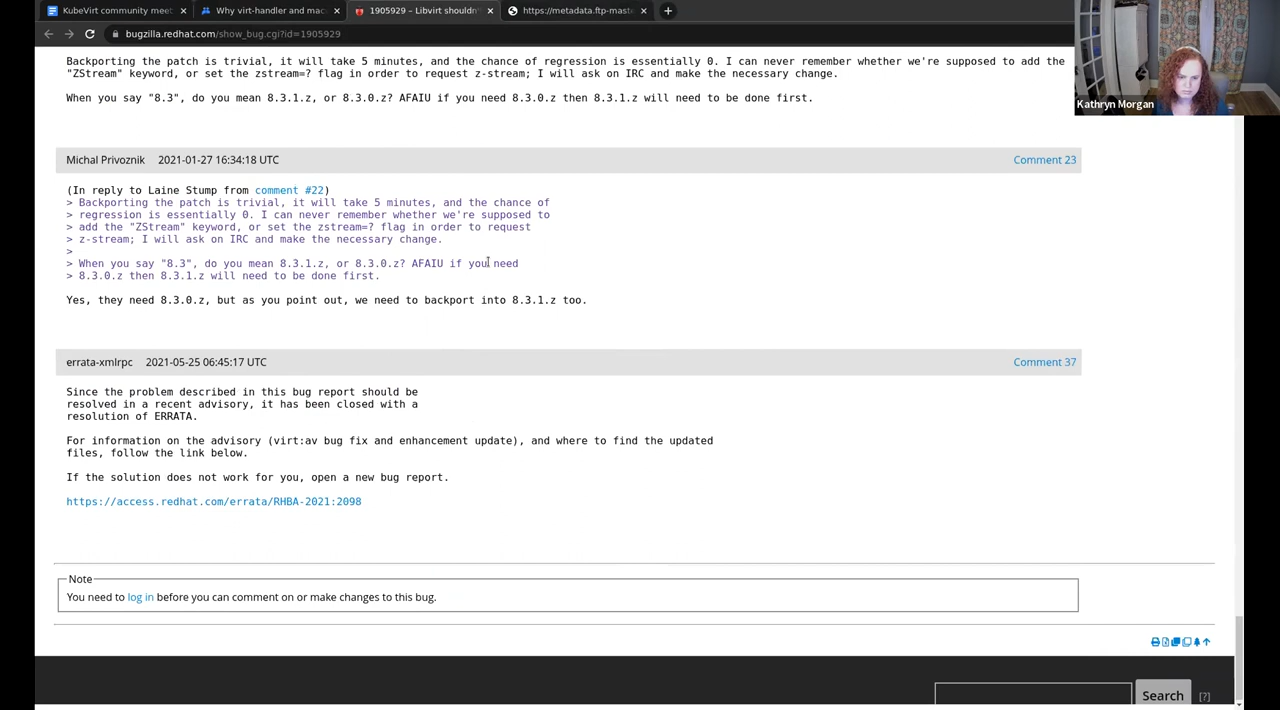 KubeVirt community meet
Why virt-handler and mac
1905929 – Libvirt shouldn'
https://metadata.ftp-maste
bugzilla.redhat.com/show_bug.cgi?id=1905929
Backporting the patch is trivial, it will take 5 minutes, and the chance of regression is essentially 0. I can never remember whether we're supposed to add the
"ZStream" keyword, or set the zstream=? flag in order to request z-stream; I will ask on IRC and make the necessary change.
When you say "8.3", do you mean 8.3.1.z, or 8.3.0.z? AFAIU if you need 8.3.0.z then 8.3.1.z will need to be done first.
Kathryn Morgan
Michal Privoznik 2021-01-27 16:34:18 UTC Comment 23
(In reply to Laine Stump from comment #22)
> Backporting the patch is trivial, it will take 5 minutes, and the chance of
> regression is essentially 0. I can never remember whether we're supposed to
> add the "ZStream" keyword, or set the zstream=? flag in order to request
> z-stream; I will ask on IRC and make the necessary change.
>
> When you say "8.3", do you mean 8.3.1.z, or 8.3.0.z? AFAIU if you need
> 8.3.0.z then 8.3.1.z will need to be done first.
Yes, they need 8.3.0.z, but as you point out, we need to backport into 8.3.1.z too.
errata-xmlrpc 2021-05-25 06:45:17 UTC Comment 37
Since the problem described in this bug report should be
resolved in a recent advisory, it has been closed with a
resolution of ERRATA.
For information on the advisory (virt:av bug fix and enhancement update), and where to find the updated
files, follow the link below.
If the solution does not work for you, open a new bug report.
https://access.redhat.com/errata/RHBA-2021:2098
Note
You need to log in before you can comment on or make changes to this bug.
Search [?]